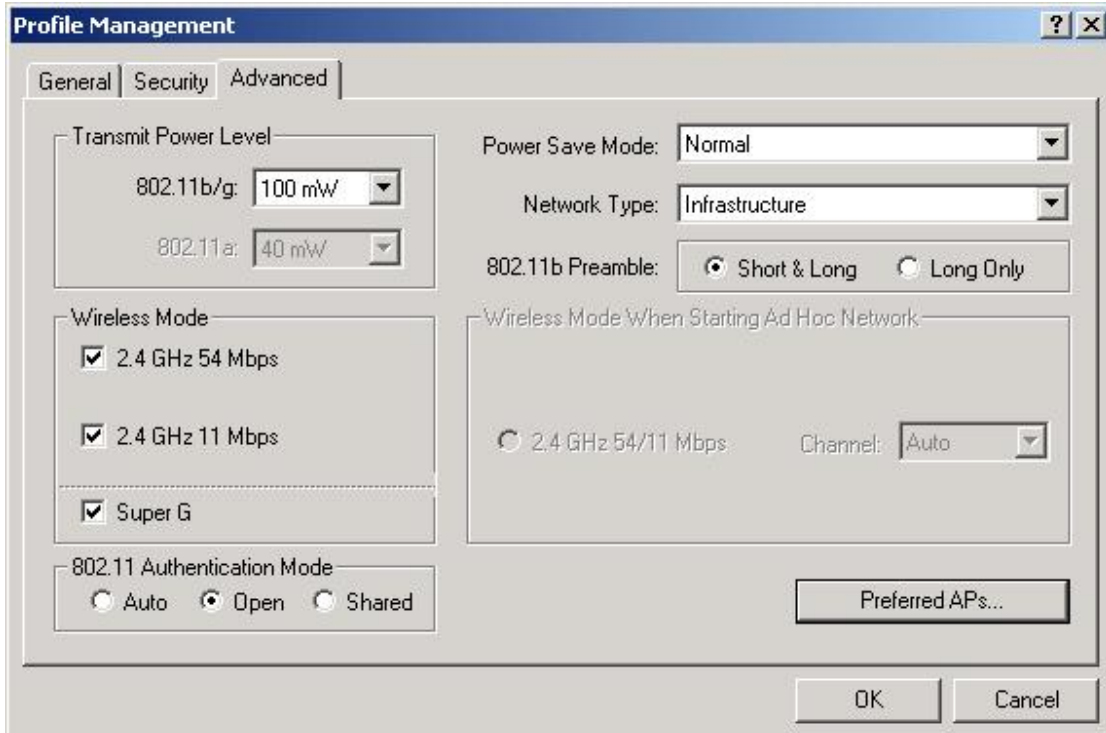 Profile Management
General Security Advanced
Transmit Power Level
802.11b/g: 100 mW
802.11a: 40 mW
Power Save Mode: Normal
Network Type: Infrastructure
802.11b Preamble: Short & Long Long Only
Wireless Mode
2.4 GHz 54 Mbps
2.4 GHz 11 Mbps
Super G
Wireless Mode When Starting Ad Hoc Network
2.4 GHz 54/11 Mbps Channel: Auto
802.11 Authentication Mode
Auto Open Shared
Preferred APs...
OK Cancel